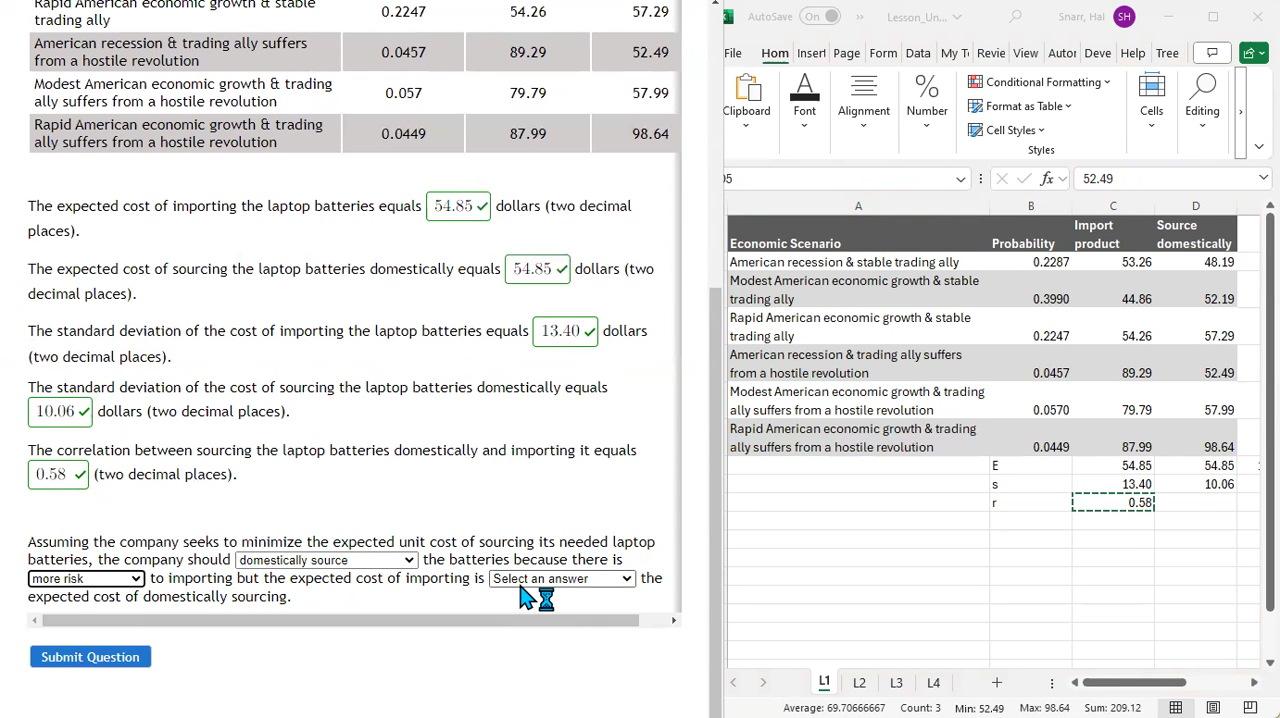 Rapid American economic growth & stable
trading ally
0.2247 54.26 57.29
American recession & trading ally suffers
from a hostile revolution
0.0457 89.29 52.49
Modest American economic growth & trading
ally suffers from a hostile revolution
0.057 79.79 57.99
Rapid American economic growth & trading
ally suffers from a hostile revolution
0.0449 87.99 98.64
The expected cost of importing the laptop batteries equals 54.85 dollars (two decimal
places).
The expected cost of sourcing the laptop batteries domestically equals 54.85 dollars (two
decimal places).
The standard deviation of the cost of importing the laptop batteries equals 13.40 dollars
(two decimal places).
The standard deviation of the cost of sourcing the laptop batteries domestically equals
10.06 dollars (two decimal places).
The correlation between sourcing the laptop batteries domestically and importing it equals
0.58 (two decimal places).
Assuming the company seeks to minimize the expected unit cost of sourcing its needed laptop
batteries, the company should domestically source the batteries because there is
more risk to importing but the expected cost of importing is Select an answer the
expected cost of domestically sourcing.
Submit Question
AutoSave On Lesson_Un... Snarr, Hal SH
File Hom Insert Page Form Data My T Revie View Autor Deve Help Tree
Clipboard Font Alignment Number Conditional Formatting Format as Table Cell Styles Cells Editing
Styles
05 fx 52.49
A B C D
Economic Scenario Probability Import product Source domestically
American recession & stable trading ally 0.2287 53.26 48.19
Modest American economic growth & stable
trading ally 0.3990 44.86 52.19
Rapid American economic growth & stable
trading ally 0.2247 54.26 57.29
American recession & trading ally suffers
from a hostile revolution 0.0457 89.29 52.49
Modest American economic growth & trading
ally suffers from a hostile revolution 0.0570 79.79 57.99
Rapid American economic growth & trading
ally suffers from a hostile revolution 0.0449 87.99 98.64
E 54.85 54.85
s 13.40 10.06
r 0.58
L1 L2 L3 L4
Average: 69.70666667 Count: 3 Min: 52.49 Max: 98.64 Sum: 209.12